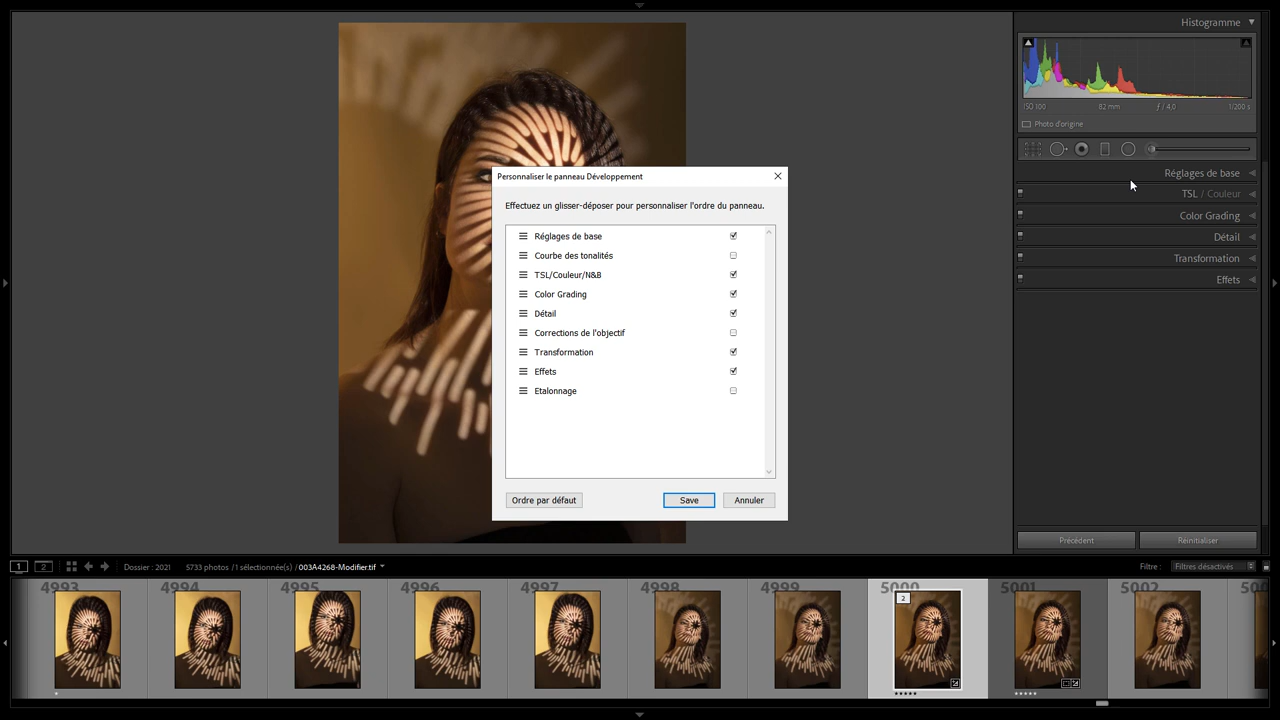 Histogramme
ISO 100 82 mm ƒ / 4,0 1/200 s
Photo d'origine
Réglages de base
TSL / Couleur
Color Grading
Détail
Transformation
Effets
Précédent Réinitialiser
Personnaliser le panneau Développement
Effectuez un glisser-déposer pour personnaliser l'ordre du panneau.
Réglages de base
Courbe des tonalités
TSL/Couleur/N&B
Color Grading
Détail
Corrections de l'objectif
Transformation
Effets
Etalonnage
Ordre par défaut Save Annuler
1 2 Dossier : 2021 5733 photos /1 sélectionnée(s) /003A4268-Modifier.tif Filtre : Filtres désactivés
4993 4994 4995 4996 4997 4998 4999 5000 5001 5002
2